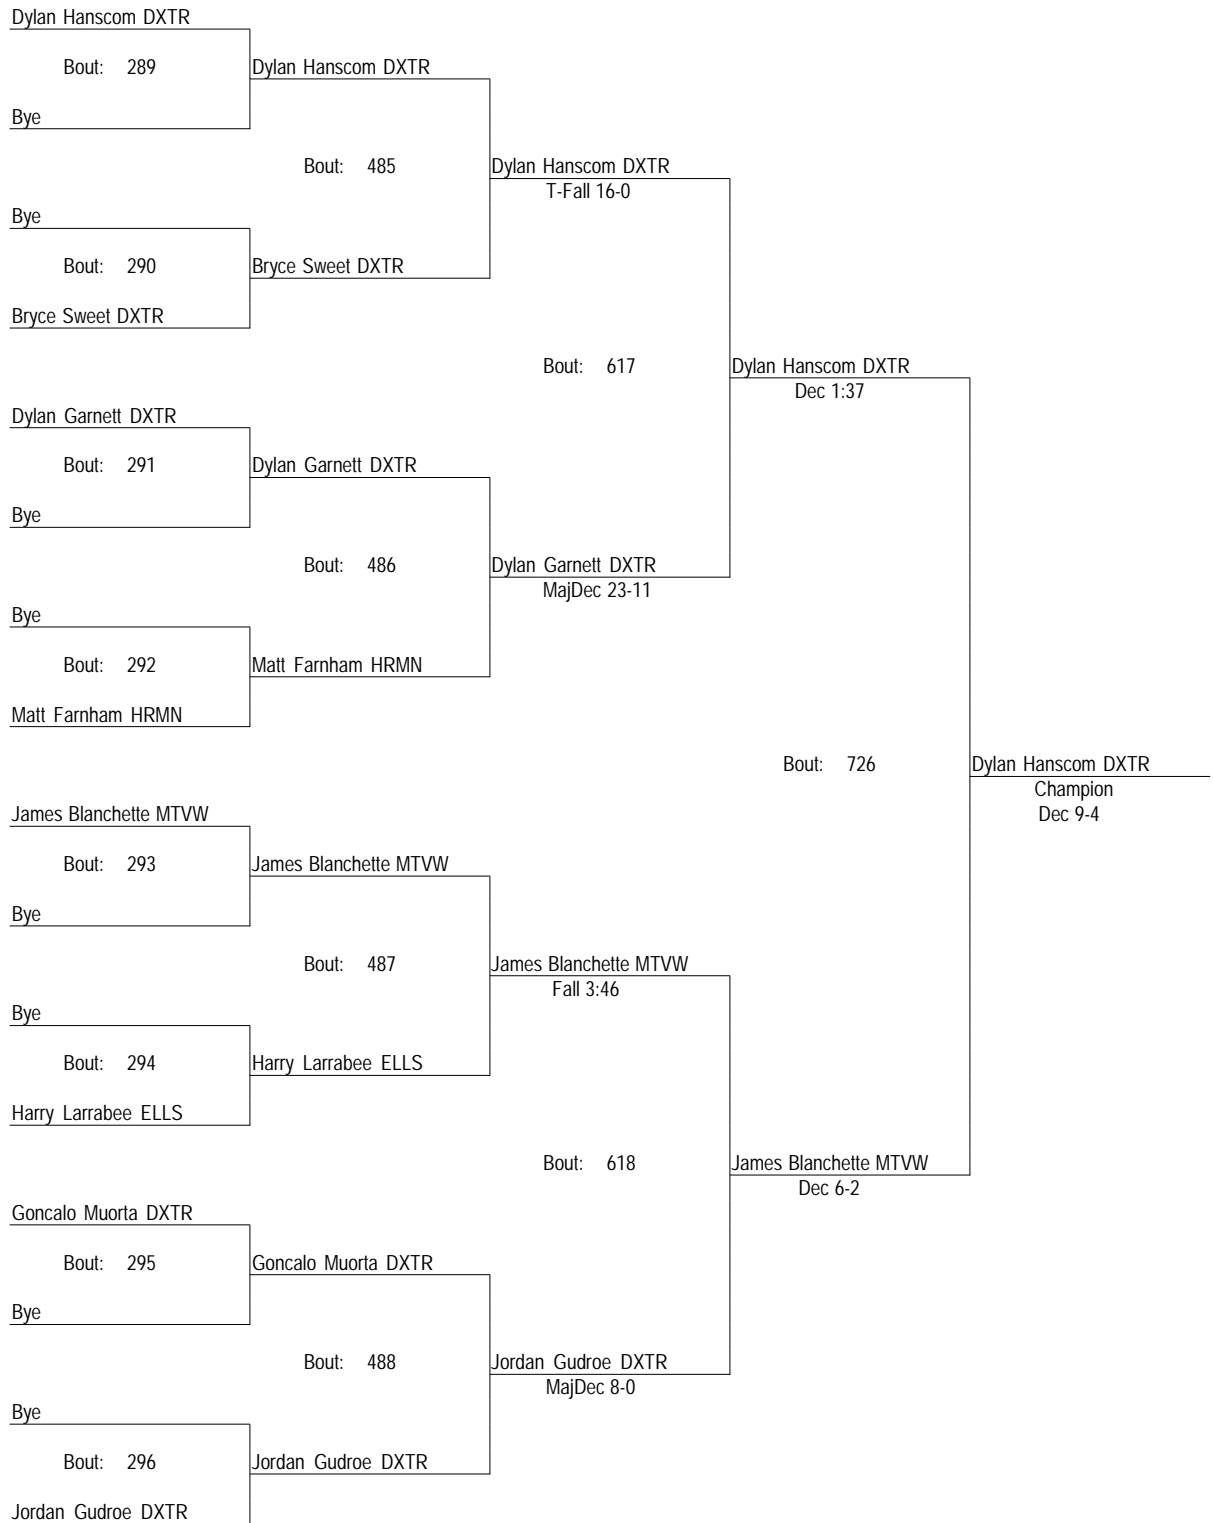 Dylan Hanscom DXTR
Bout: 289 Dylan Hanscom DXTR
Bye
Bout: 485 Dylan Hanscom DXTR
T-Fall 16-0
Bye
Bout: 290 Bryce Sweet DXTR
Bryce Sweet DXTR
Bout: 617 Dylan Hanscom DXTR
Dec 1:37
Dylan Garnett DXTR
Bout: 291 Dylan Garnett DXTR
Bye
Bout: 486 Dylan Garnett DXTR
MajDec 23-11
Bye
Bout: 292 Matt Farnham HRMN
Matt Farnham HRMN
Bout: 726 Dylan Hanscom DXTR
Champion
Dec 9-4
James Blanchette MTVW
Bout: 293 James Blanchette MTVW
Bye
Bout: 487 James Blanchette MTVW
Fall 3:46
Bye
Bout: 294 Harry Larrabee ELLS
Harry Larrabee ELLS
Bout: 618 James Blanchette MTVW
Dec 6-2
Goncalo Muorta DXTR
Bout: 295 Goncalo Muorta DXTR
Bye
Bout: 488 Jordan Gudroe DXTR
MajDec 8-0
Bye
Bout: 296 Jordan Gudroe DXTR
Jordan Gudroe DXTR